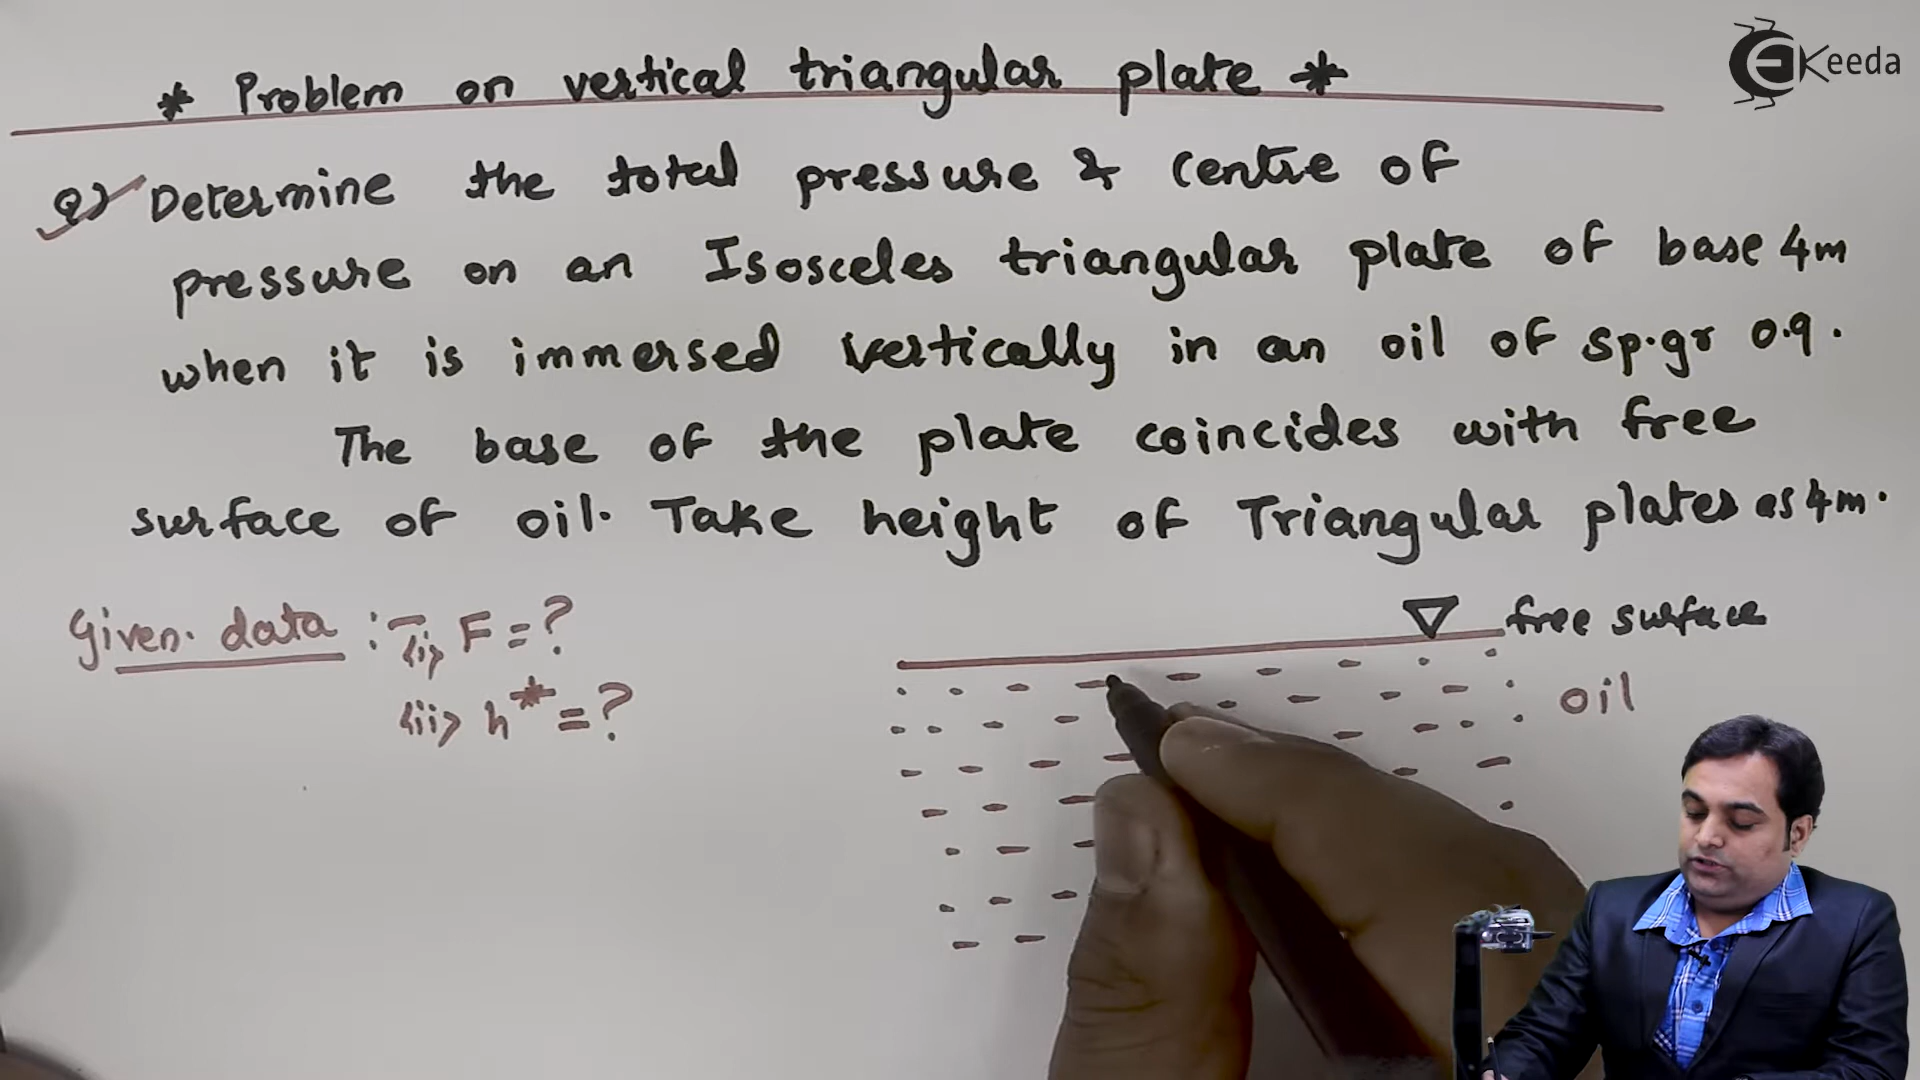 * Problem on vertical triangular plate *
EKeeda
Q) Determine the total pressure & centre of
pressure on an Isosceles triangular plate of base 4m
when it is immersed vertically in an oil of sp.gr 0.9.
The base of the plate coincides with free
surface of oil. Take height of Triangular plates as 4m.
Given data :- (i) F = ?
(ii) h* = ?
free surface
oil